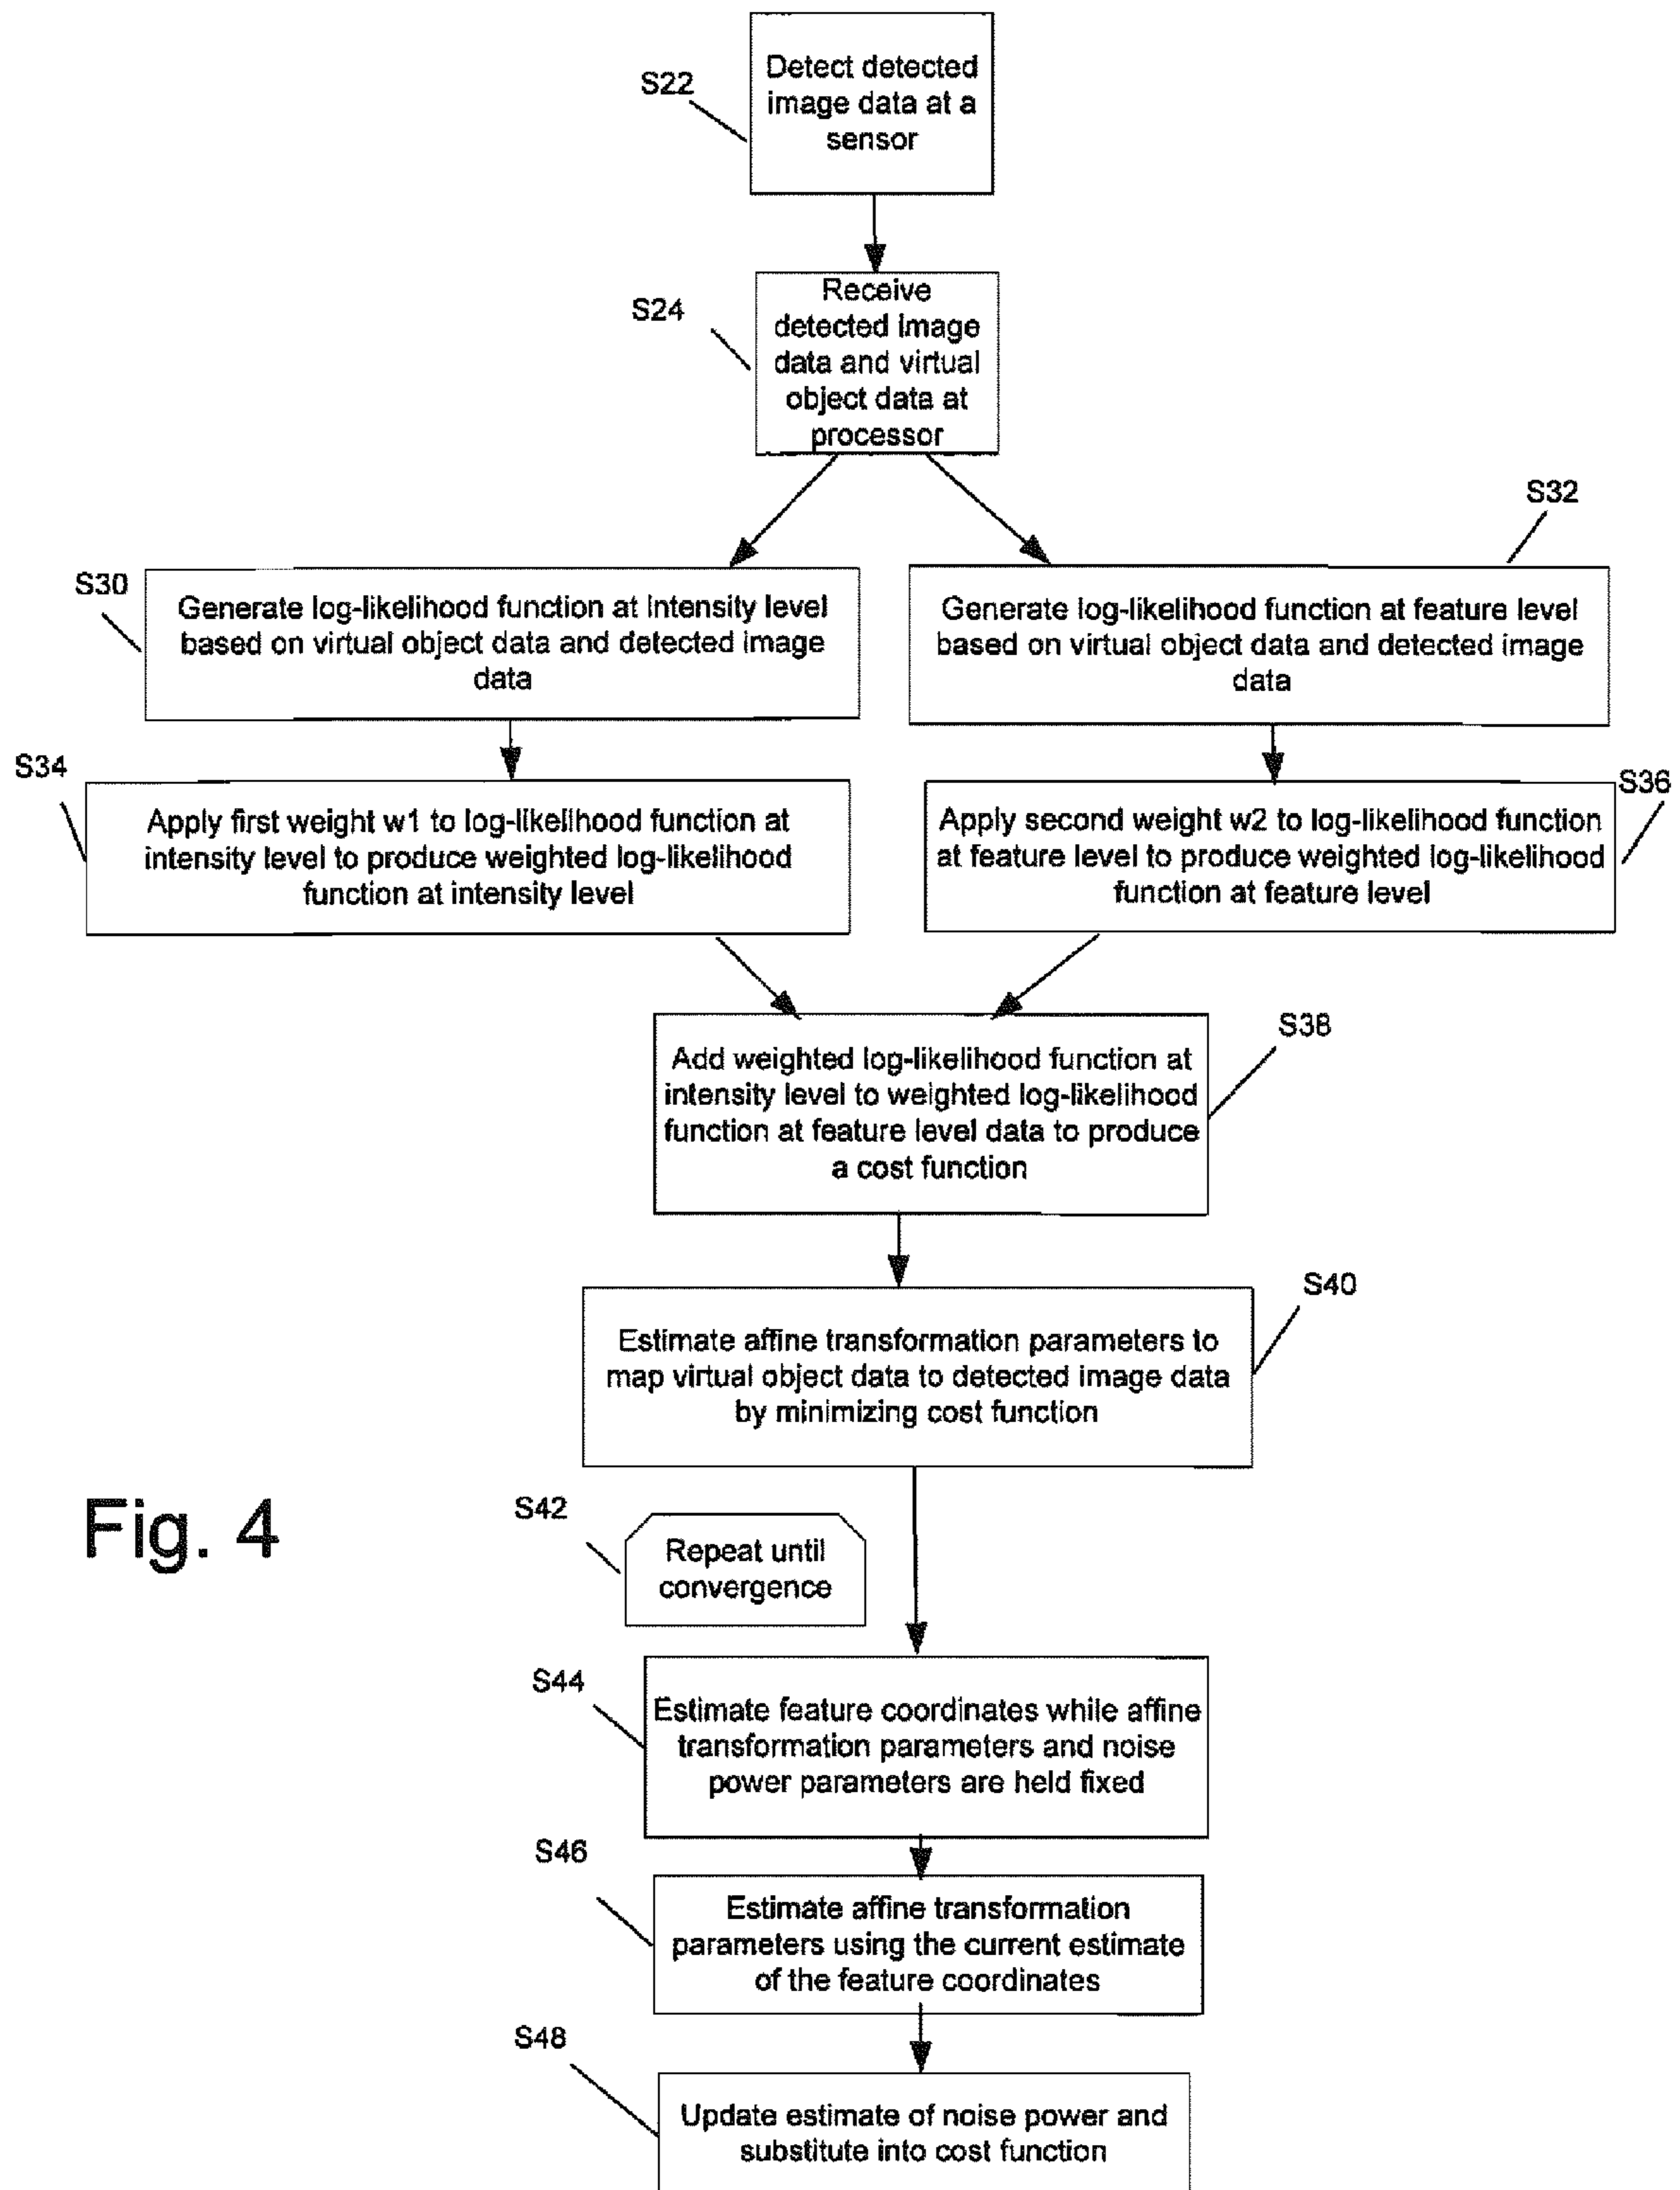 S22
Detect detected
image data at a
sensor
S24
Receive
detected image
data and virtual
object data at
processor
S30
Generate log-likelihood function at intensity level
based on virtual object data and detected image
data
S32
Generate log-likelihood function at feature level
based on virtual object data and detected image
data
S34
Apply first weight w1 to log-likelihood function at
intensity level to produce weighted log-likelihood
function at intensity level
S36
Apply second weight w2 to log-likelihood function
at feature level to produce weighted log-likelihood
function at feature level
S38
Add weighted log-likelihood function at
intensity level to weighted log-likelihood
function at feature level data to produce
a cost function
S40
Estimate affine transformation parameters to
map virtual object data to detected image data
by minimizing cost function
Fig. 4
S42
Repeat until
convergence
S44
Estimate feature coordinates while affine
transformation parameters and noise
power parameters are held fixed
S46
Estimate affine transformation
parameters using the current estimate
of the feature coordinates
S48
Update estimate of noise power and
substitute into cost function